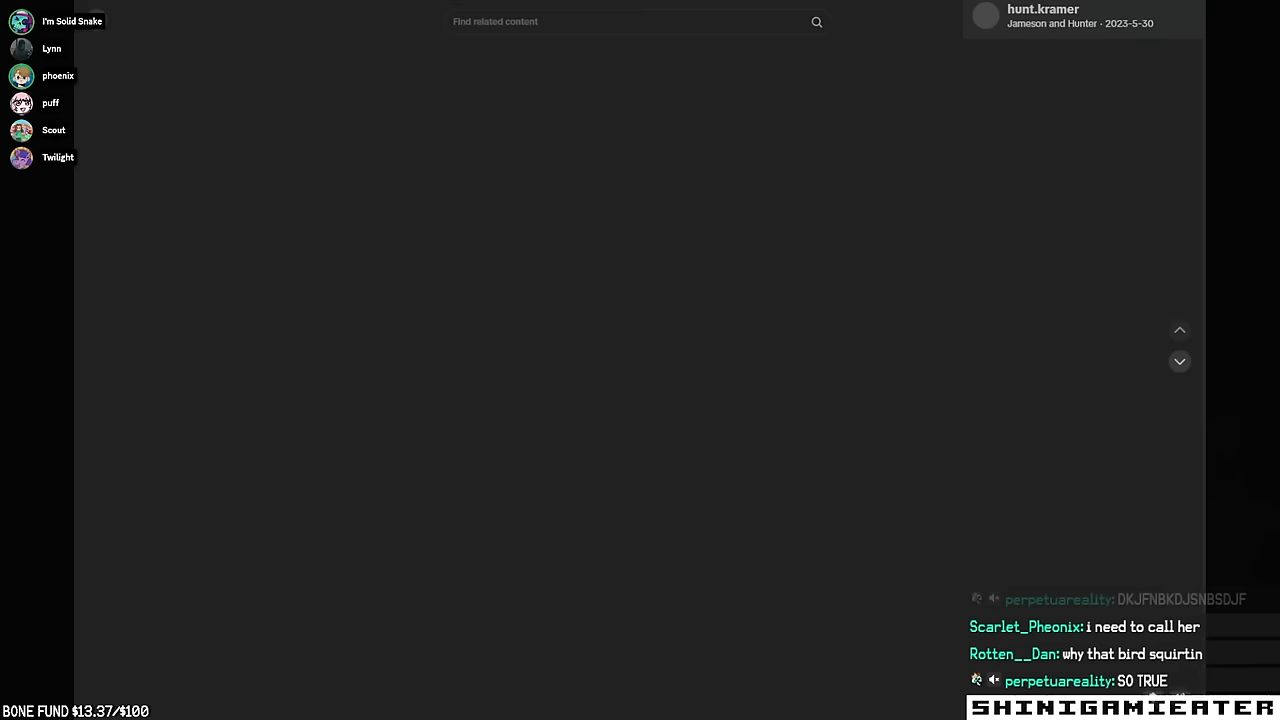 I'm Solid Snake
Lynn
phoenix
puff
Scout
Twilight
Find related content
hunt.kramer
Jameson and Hunter · 2023-5-30
perpetuareality: DKJFNBKDJSNBSDJF
Scarlet_Pheonix: i need to call her
Rotten__Dan: why that bird squirtin
perpetuareality: SO TRUE
BONE FUND $13.37/$100
SHINIGAMIEATER